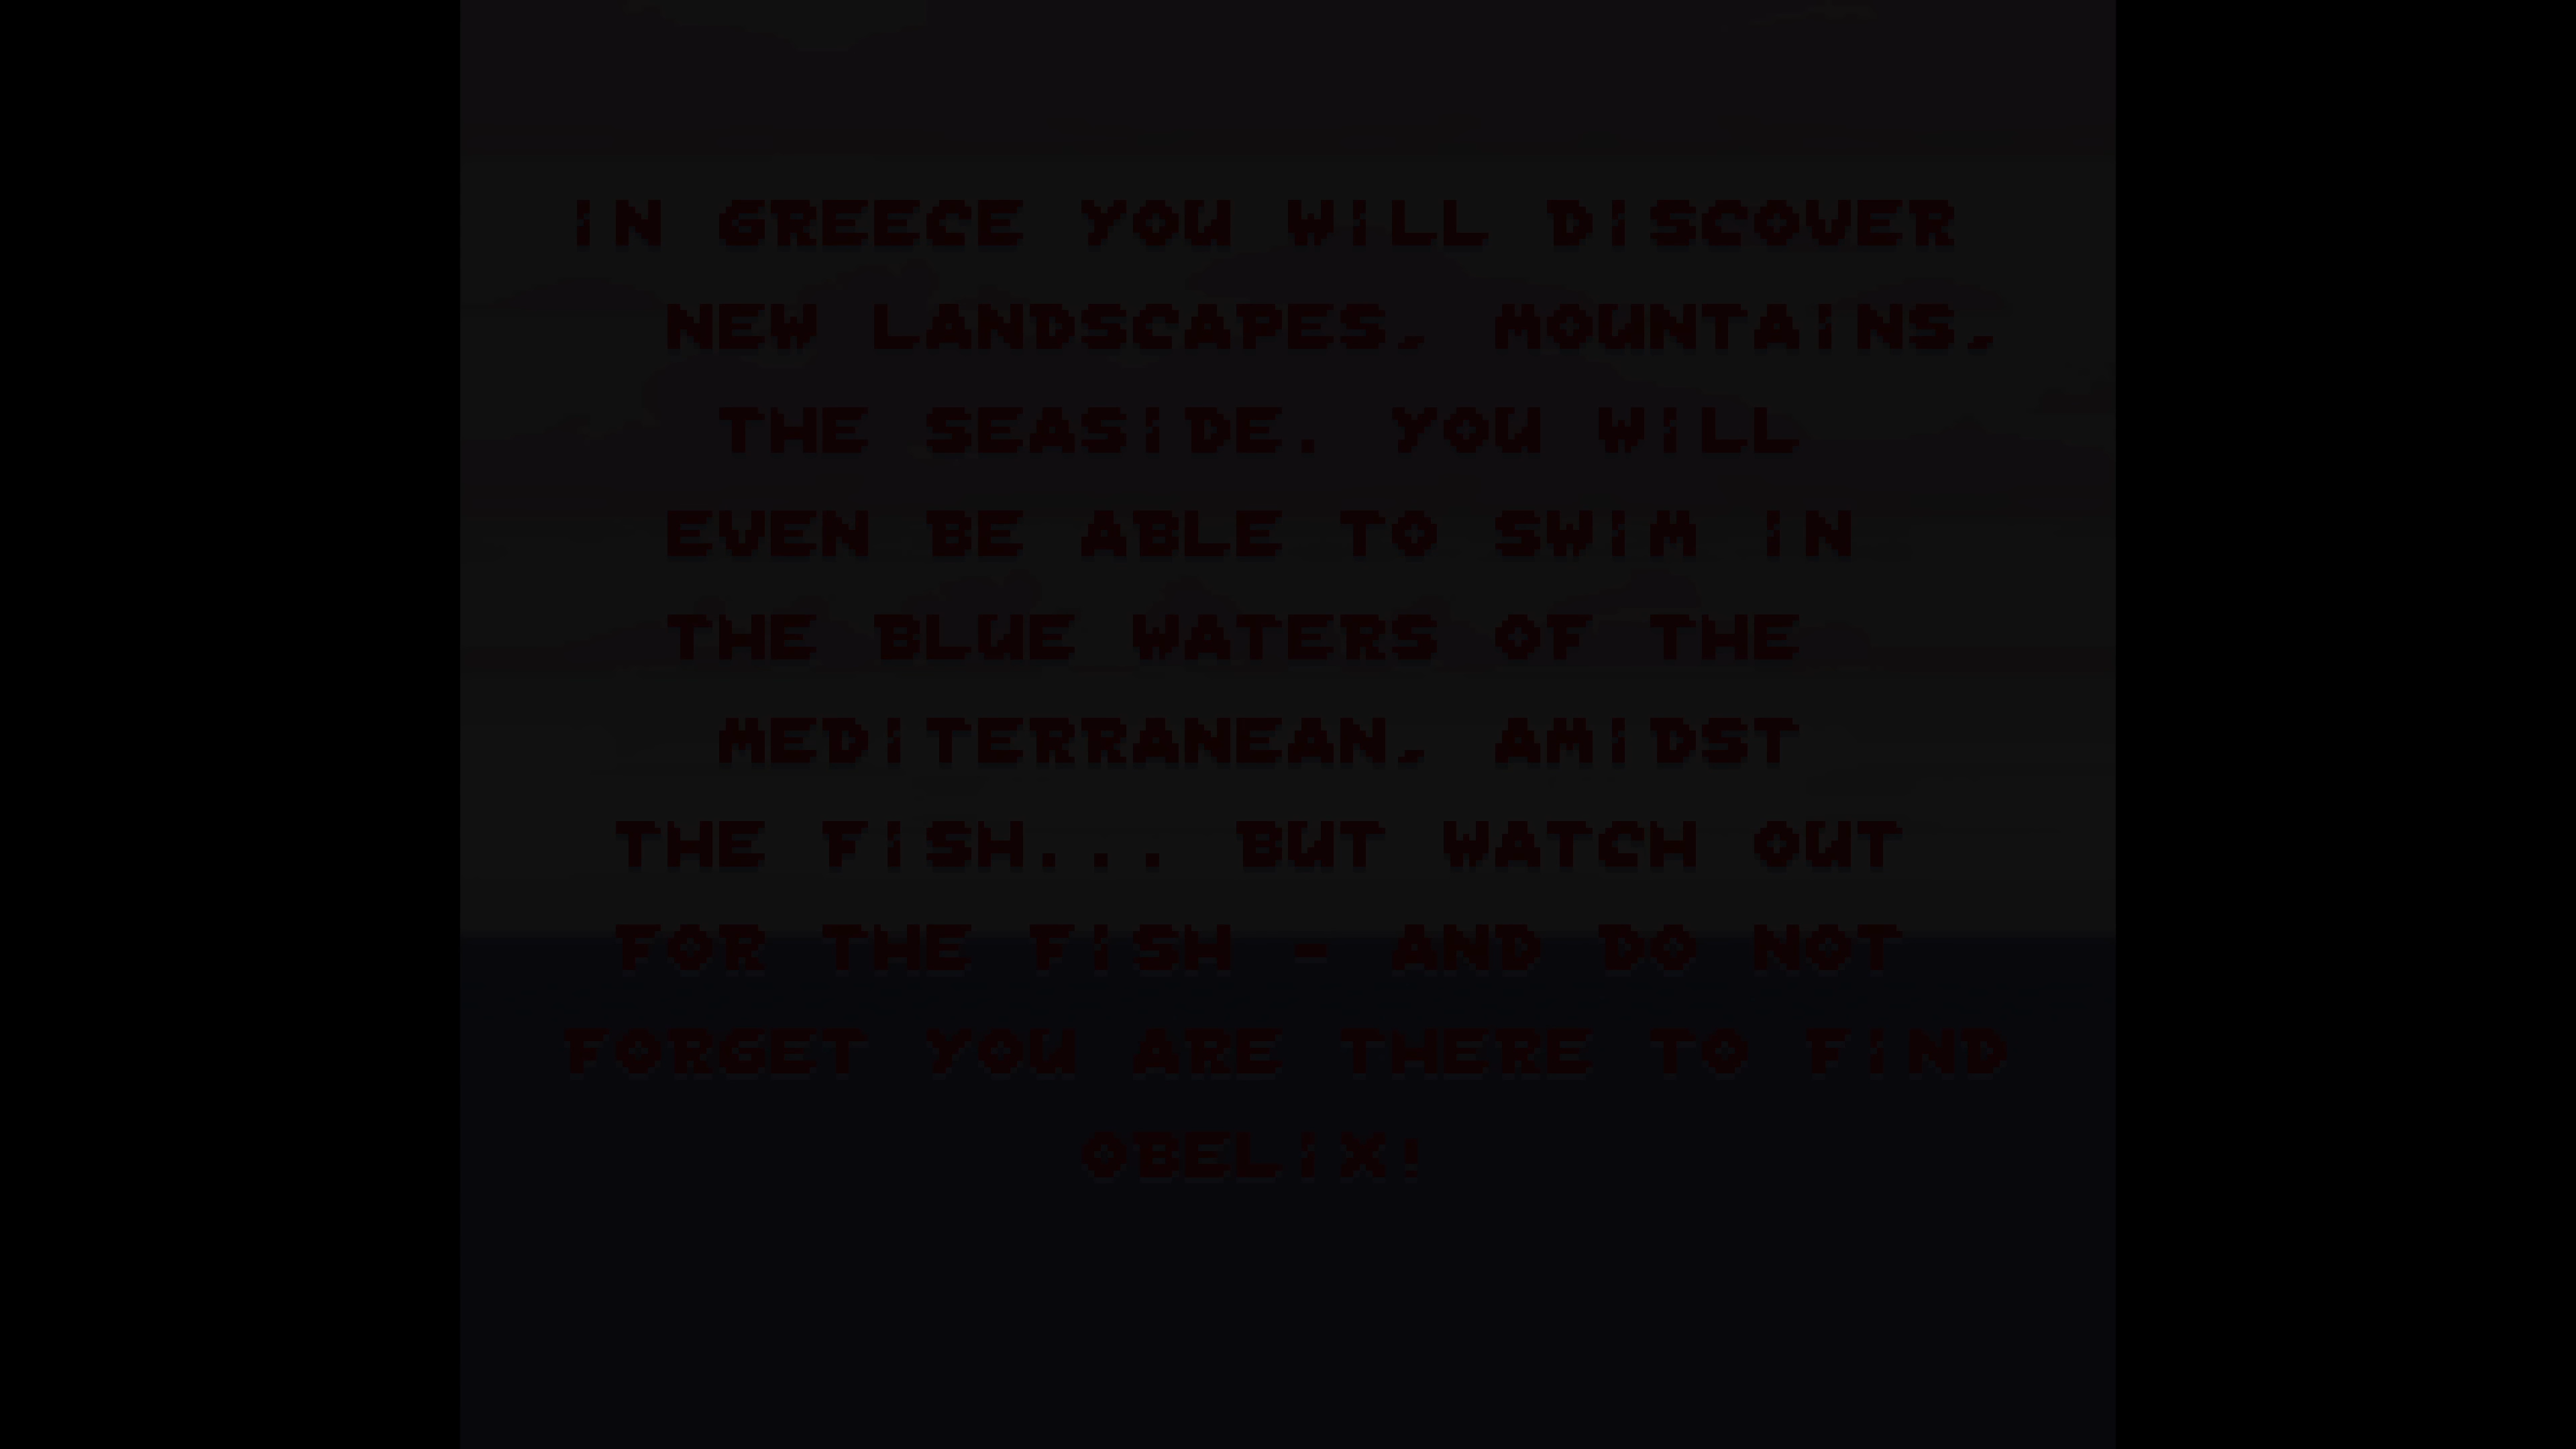 IN GREECE YOU WILL DISCOVER
NEW LANDSCAPES, MOUNTAINS,
THE SEASIDE. YOU WILL
EVEN BE ABLE TO SWIM IN
THE BLUE WATERS OF THE
MEDITERRANEAN, AMIDST
THE FISH... BUT WATCH OUT
FOR THE FISH - AND DO NOT
FORGET YOU ARE THERE TO FIND
OBELIX!